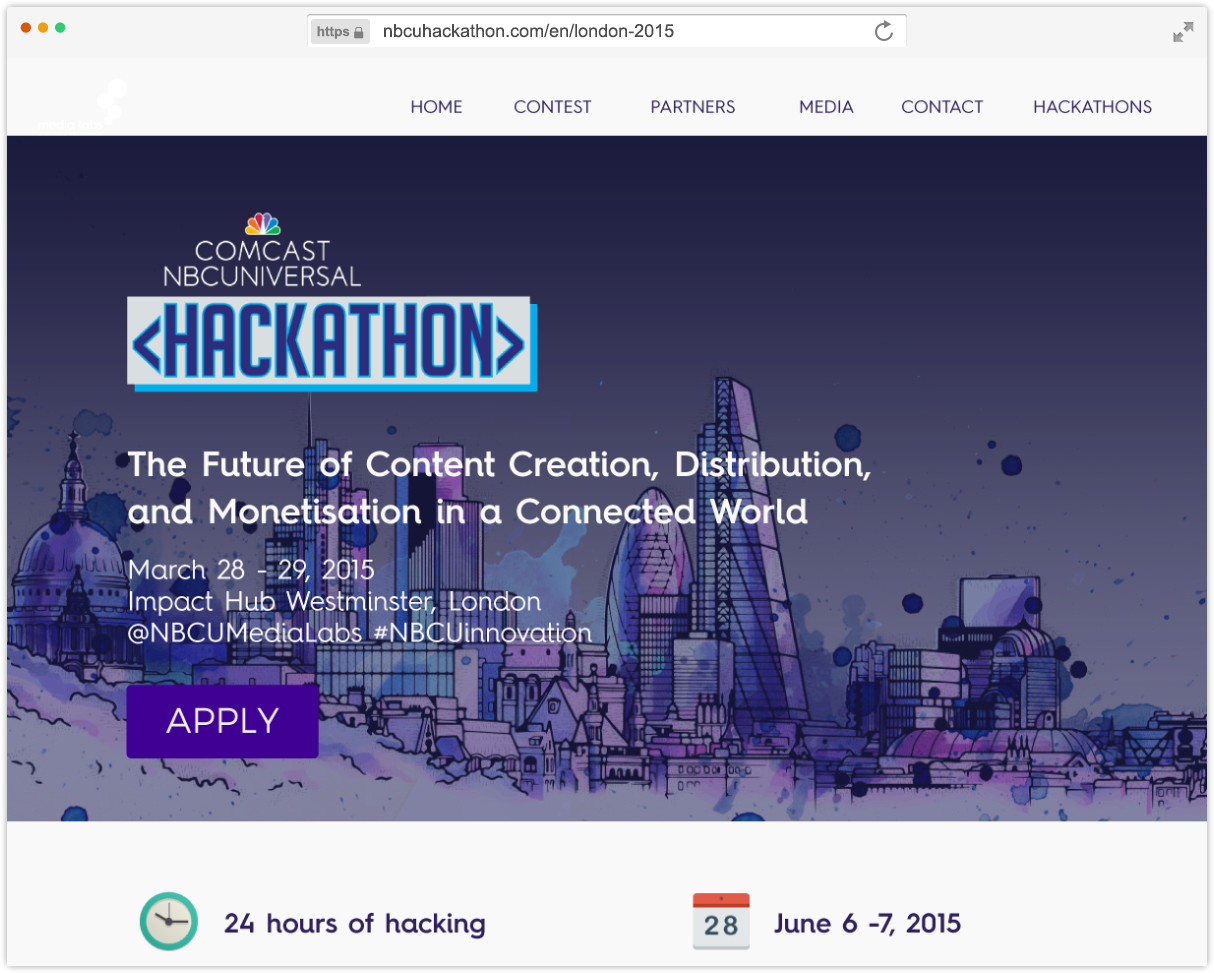 https nbcuhackathon.com/en/london-2015
media labs
HOME CONTEST PARTNERS MEDIA CONTACT HACKATHONS
COMCAST
NBCUNIVERSAL
<HACKATHON>
The Future of Content Creation, Distribution,
and Monetisation in a Connected World
March 28 - 29, 2015
Impact Hub Westminster, London
@NBCUMediaLabs #NBCUinnovation
APPLY
24 hours of hacking
28
June 6 -7, 2015